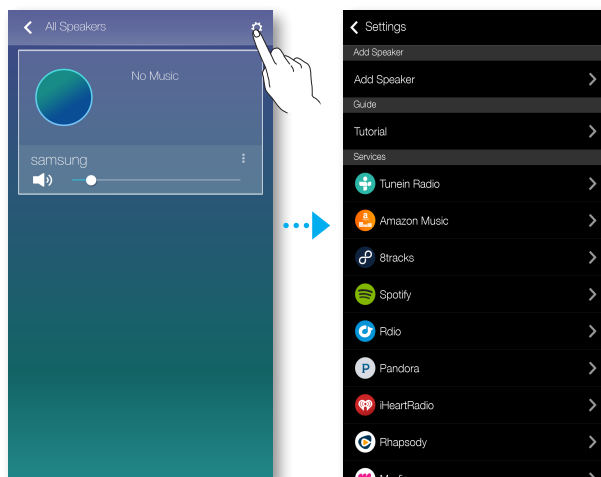 All Speakers
No Music
samsung
Settings
Add Speaker
Add Speaker
Guide
Tutorial
Services
Tunein Radio
Amazon Music
8tracks
Spotify
Rdio
P Pandora
iHeartRadio
Rhapsody